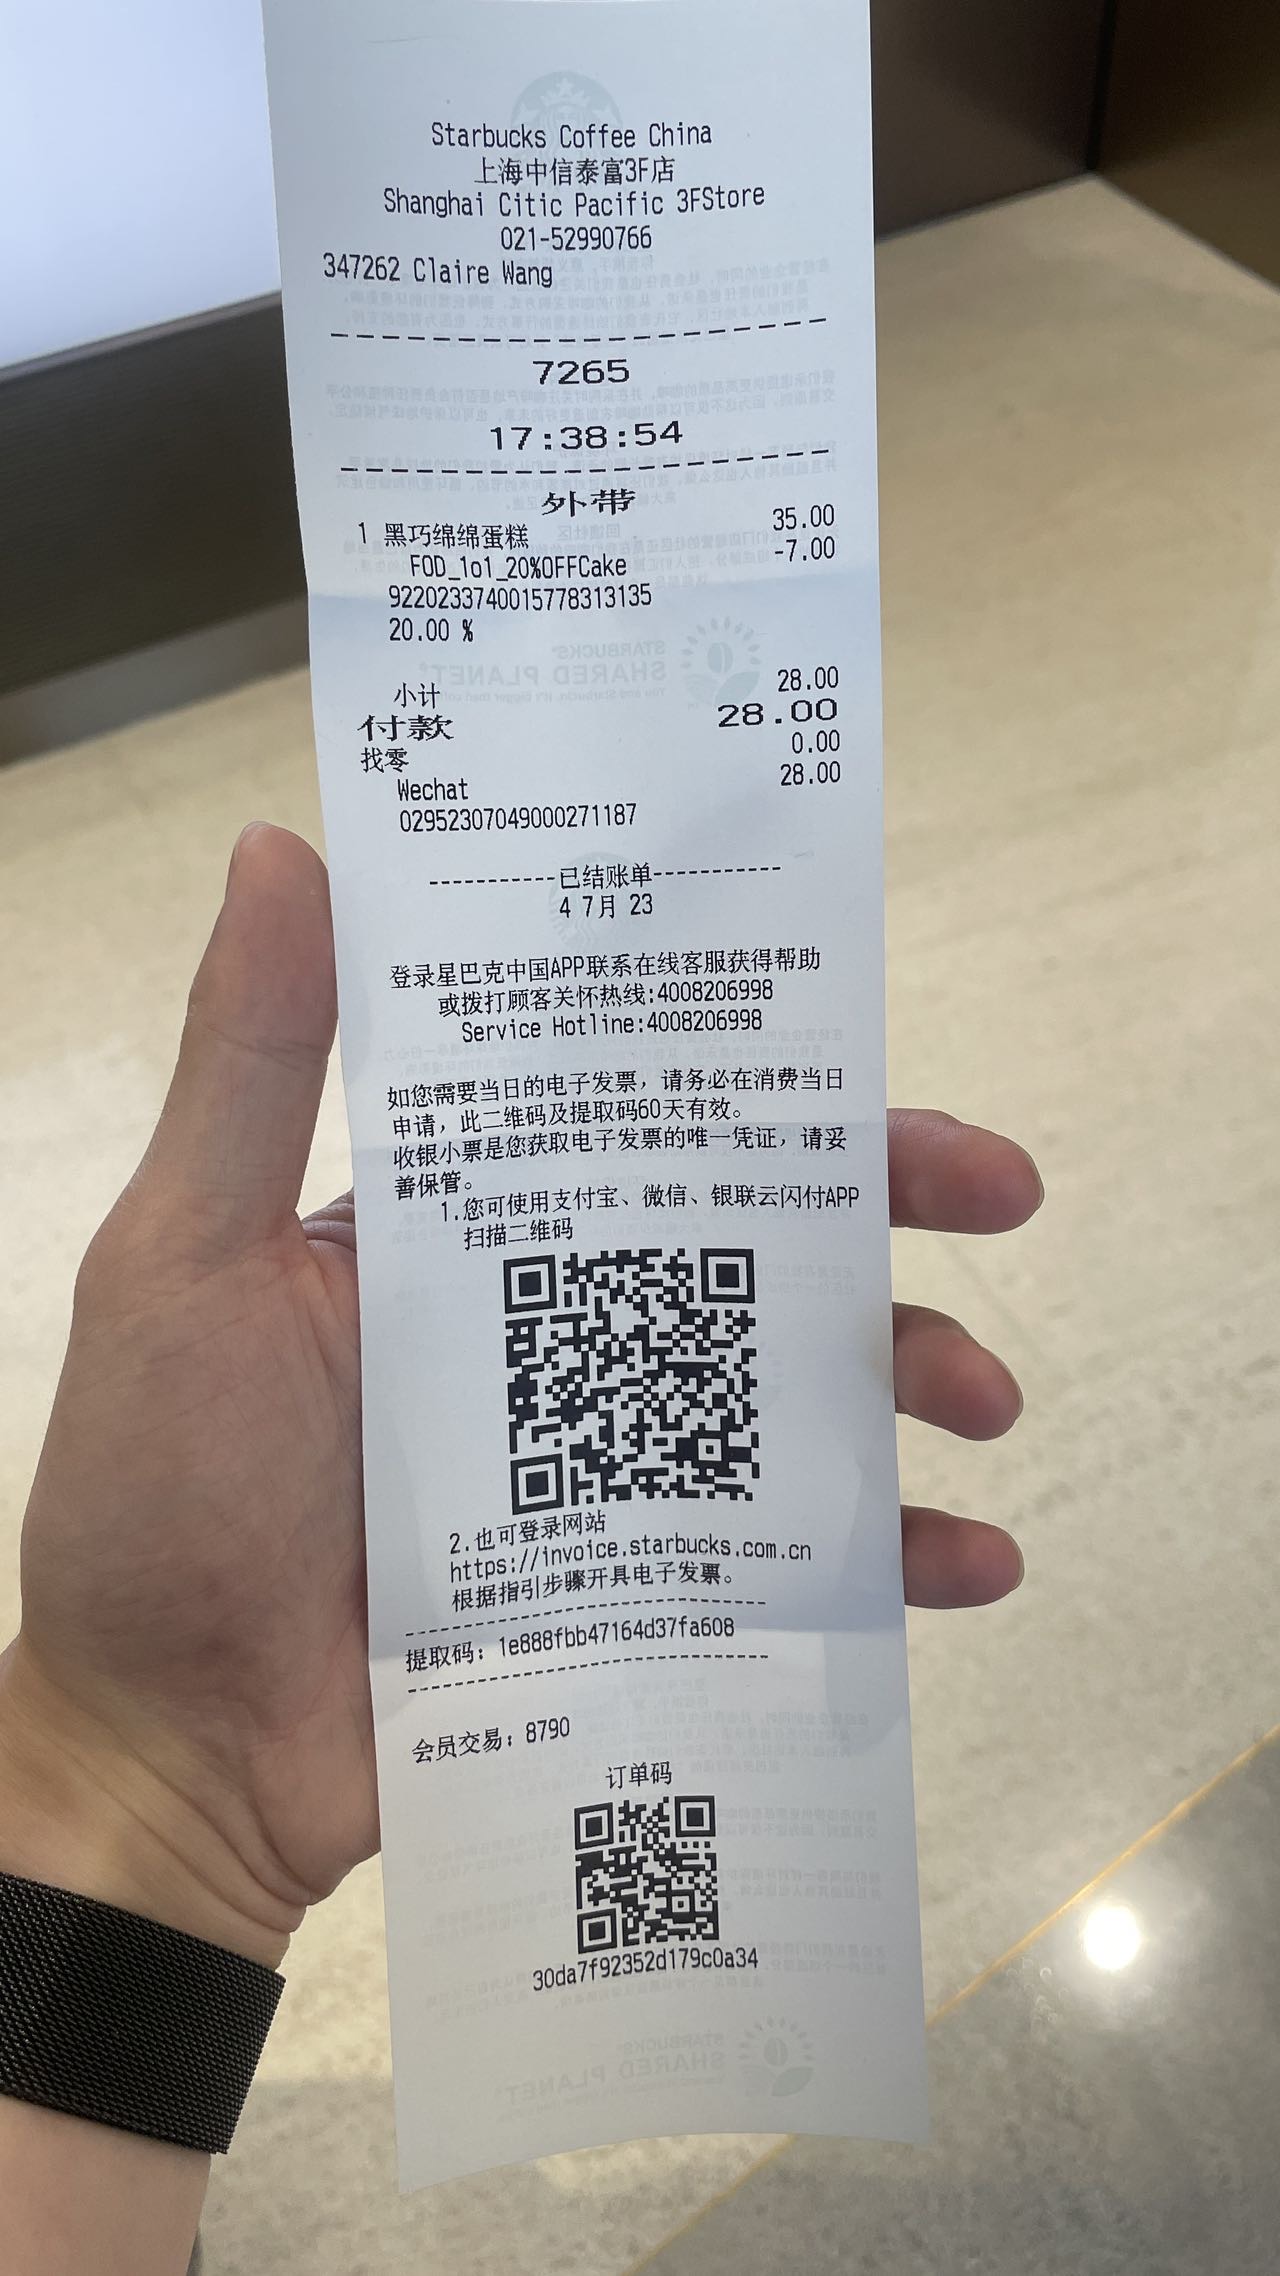 Starbucks Coffee China
上海中信泰富3F店
Shanghai Citic Pacific 3FStore
021-52990766
347262 Claire Wang
7265
17:38:54
外带
1 黑巧绵绵蛋糕 35.00
FOD_1o1_20%OFFCake -7.00
9220233740015778313135
20.00 %
小计 28.00
付款 28.00
找零 0.00
Wechat 28.00
02952307049000271187
-----------已结账单-----------
4 7月 23
登录星巴克中国APP联系在线客服获得帮助
或拨打顾客关怀热线:4008206998
Service Hotline:4008206998
如您需要当日的电子发票，请务必在消费当日
申请，此二维码及提取码60天有效。
收银小票是您获取电子发票的唯一凭证，请妥
善保管。
1.您可使用支付宝、微信、银联云闪付APP
扫描二维码
2.也可登录网站
https://invoice.starbucks.com.cn
根据指引步骤开具电子发票。
提取码：1e888fbb47164d37fa608
会员交易：8790
订单码
30da7f92352d179c0a34